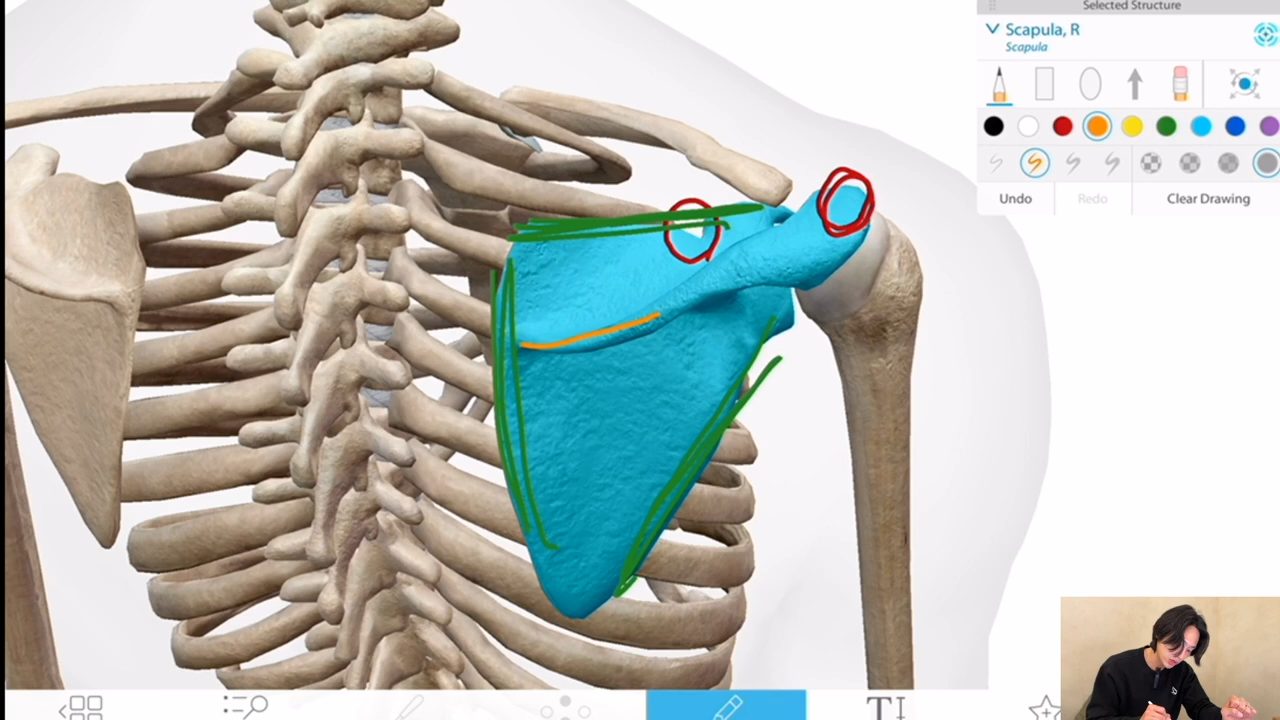 Selected Structure
Scapula, R
Scapula
Undo
Redo
Clear Drawing
T